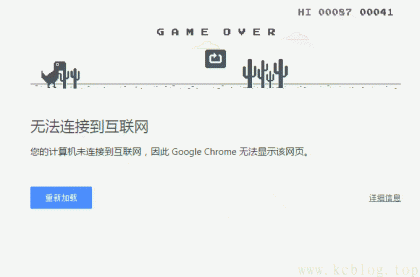 HI 00087 00041
GAME OVER
无法连接到互联网
您的计算机未连接到互联网，因此 Google Chrome 无法显示该网页。
重新加载
详细信息
www.kcblog.top